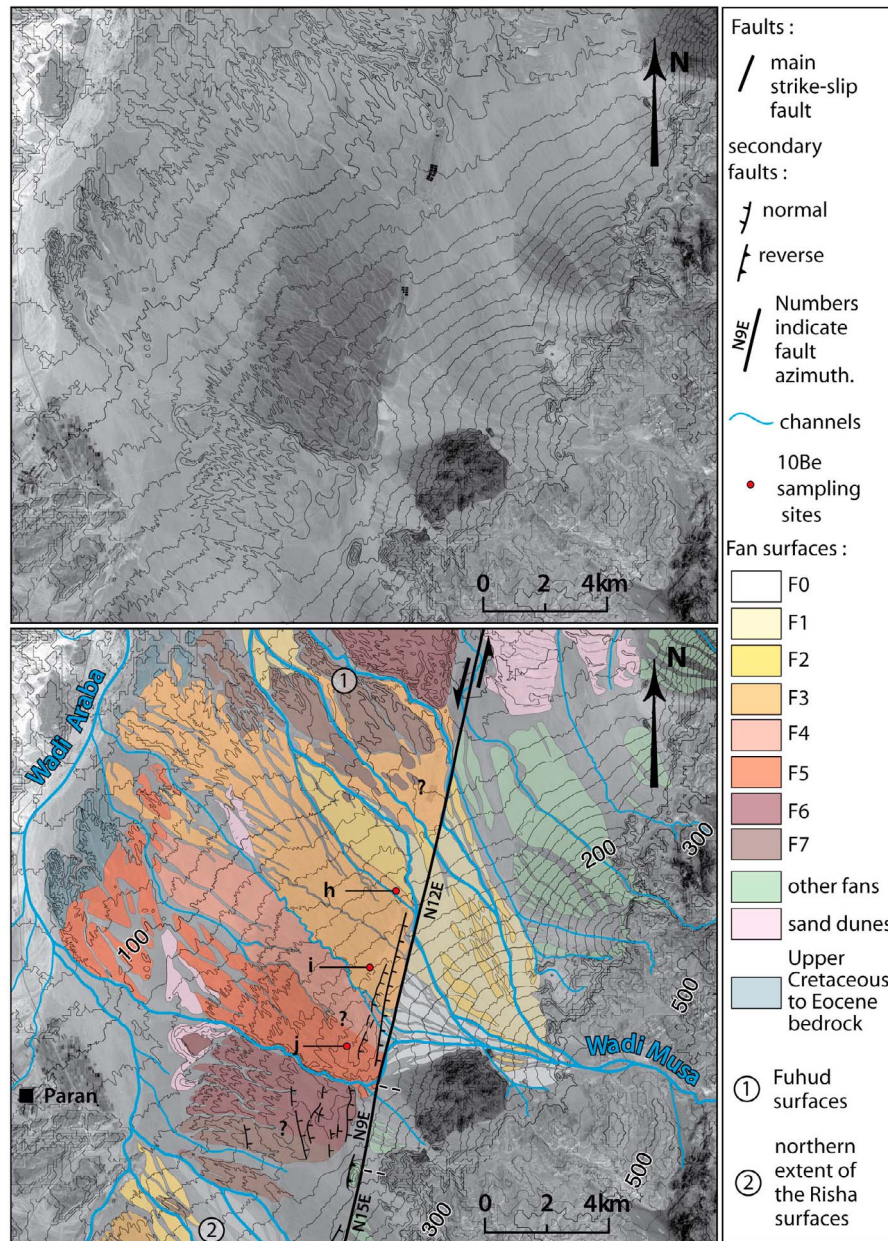 N
0 2 4km
Wadi Araba
1
N
?
h
N12E
200
300
i
100
500
?
j
Wadi Musa
Paran
?
N9E
N15E
300
500
2
0 2 4km
Faults :
main
strike-slip
fault
secondary
faults :
normal
reverse
N9E
Numbers
indicate
fault
azimuth.
channels
10Be
sampling
sites
Fan surfaces :
F0
F1
F2
F3
F4
F5
F6
F7
other fans
sand dunes
Upper
Cretaceous
to Eocene
bedrock
1
Fuhud
surfaces
2
northern
extent of
the Risha
surfaces